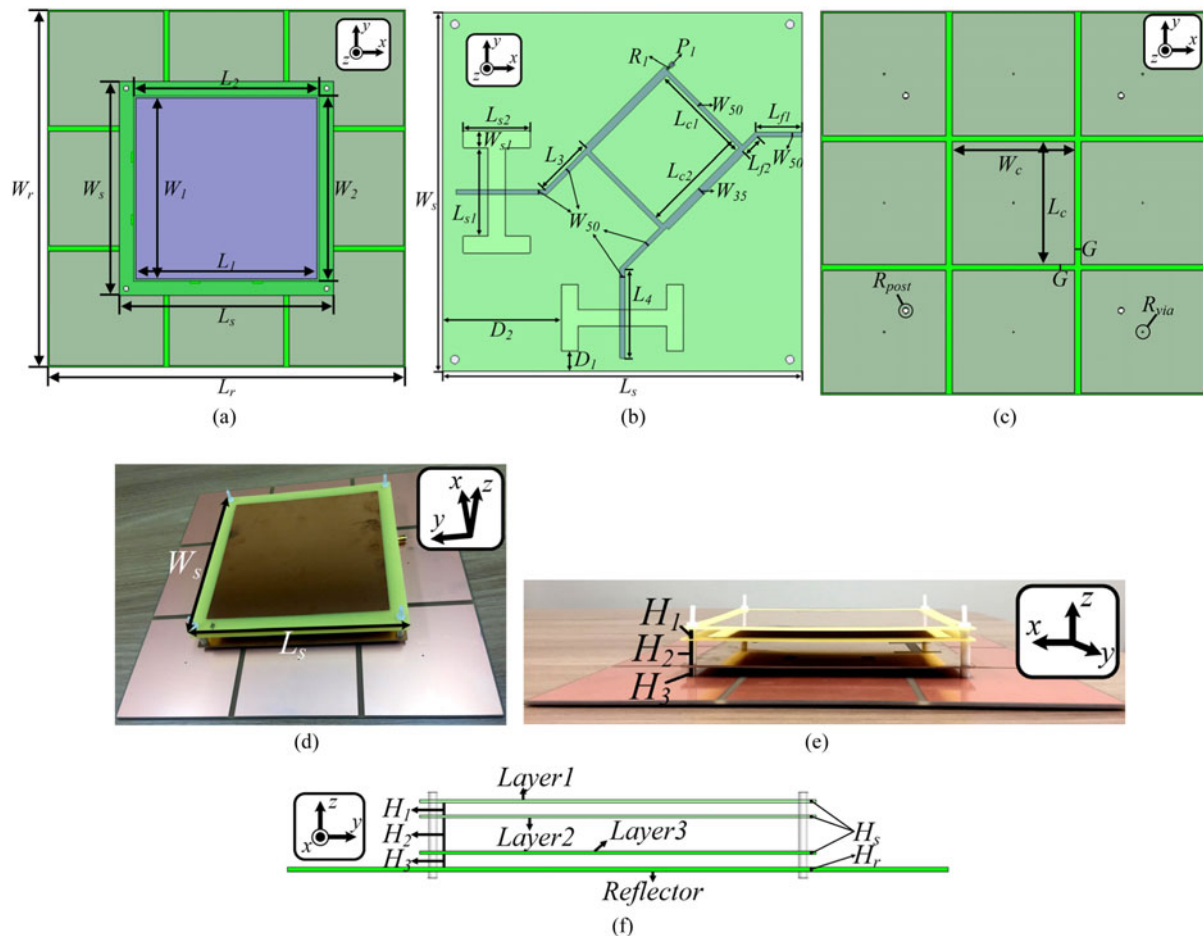 y
z x
L2
Wr
Ws
W1
W2
L1
Ls
Lr
(a)
y
z x
R1
P1
Ls2
Ws1
L3
Lc1
W50
Lf1
Ws
Ls1
Lc2
Lf2
W50
W35
W50
L4
D2
D1
Ls
(b)
y
z x
Wc
Lc
G
G
Rpost
Rvia
(c)
x z
y
Ws
Ls
(d)
H1
H2
H3
z
x
y
(e)
z
x y
Layer1
H1
H2
H3
Layer2
Layer3
Hs
Hr
Reflector
(f)